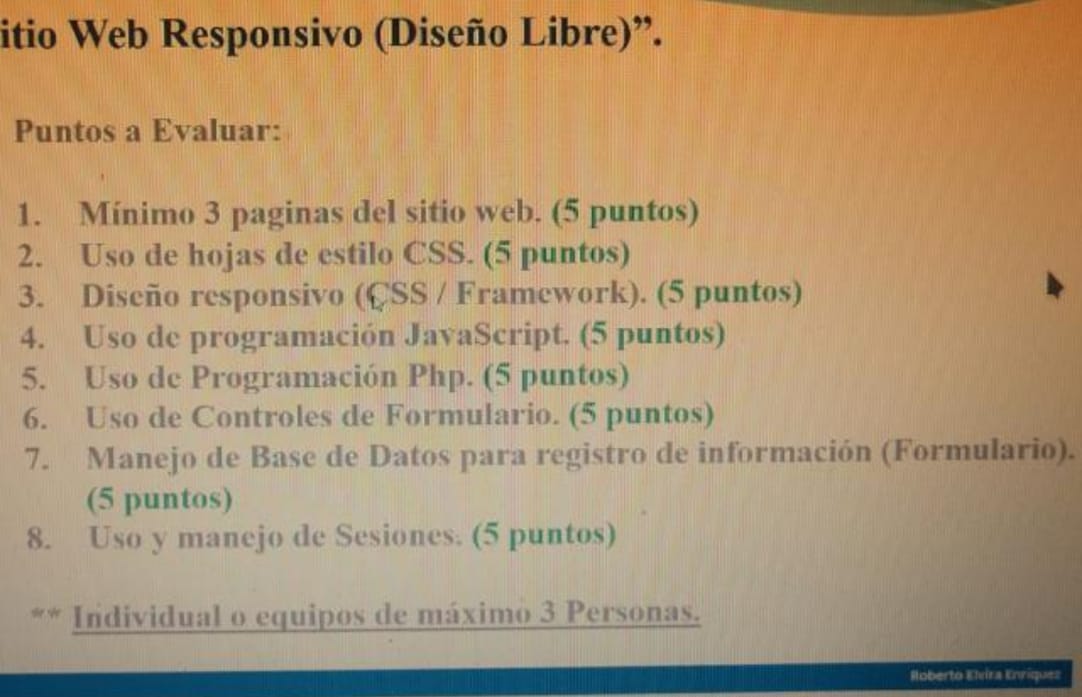 itio Web Responsivo (Diseño Libre)”.
Puntos a Evaluar:
1. Mínimo 3 paginas del sitio web. (5 puntos)
2. Uso de hojas de estilo CSS. (5 puntos)
3. Diseño responsivo (CSS / Framework). (5 puntos)
4. Uso de programación JavaScript. (5 puntos)
5. Uso de Programación Php. (5 puntos)
6. Uso de Controles de Formulario. (5 puntos)
7. Manejo de Base de Datos para registro de información (Formulario).
(5 puntos)
8. Uso y manejo de Sesiones. (5 puntos)
** Individual o equipos de máximo 3 Personas.
Roberto Elvira Enriquez